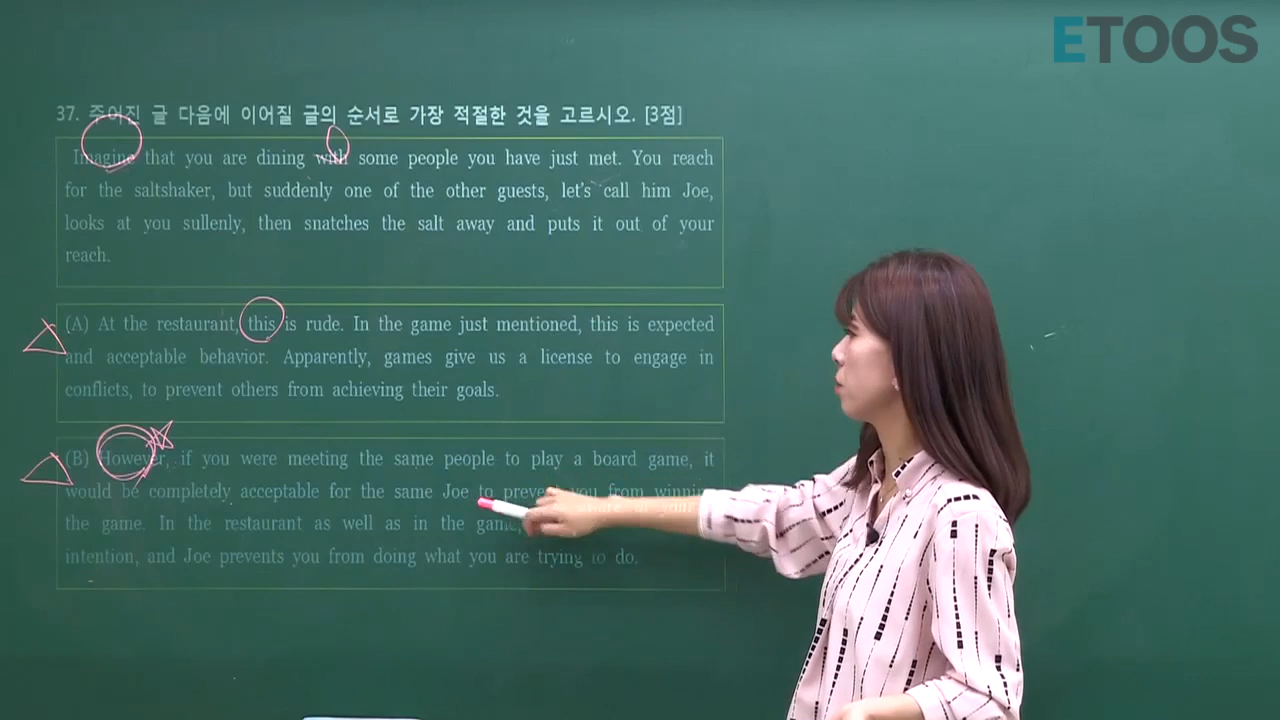 ETOOS
37. 주어진 글 다음에 이어질 글의 순서로 가장 적절한 것을 고르시오. [3점]
Imagine that you are dining with some people you have just met. You reach
for the saltshaker, but suddenly one of the other guests, let's call him Joe,
looks at you sullenly, then snatches the salt away and puts it out of your
reach.
(A) At the restaurant, this is rude. In the game just mentioned, this is expected
and acceptable behavior. Apparently, games give us a license to engage in
conflicts, to prevent others from achieving their goals.
(B) However, if you were meeting the same people to play a board game, it
would be completely acceptable for the same Joe to prevent you from winning
the game. In the restaurant as well as in the game, aware of your
intention, and Joe prevents you from doing what you are trying to do.